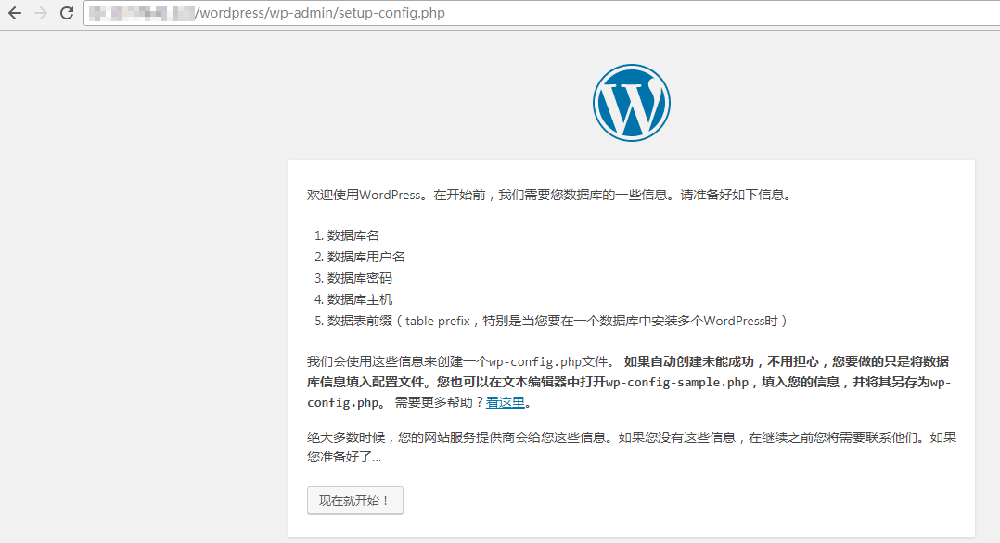 /wordpress/wp-admin/setup-config.php
欢迎使用WordPress。在开始前，我们需要您数据库的一些信息。请准备好如下信息。
1. 数据库名
2. 数据库用户名
3. 数据库密码
4. 数据库主机
5. 数据表前缀（table prefix，特别是当您要在一个数据库中安装多个WordPress时）
我们会使用这些信息来创建一个wp-config.php文件。 如果自动创建未能成功，不用担心，您要做的只是将数据
库信息填入配置文件。您也可以在文本编辑器中打开wp-config-sample.php，填入您的信息，并将其另存为wp-
config.php。 需要更多帮助？看这里。
绝大多数时候，您的网站服务提供商会给您这些信息。如果您没有这些信息，在继续之前您将需要联系他们。如果
您准备好了…
现在就开始！